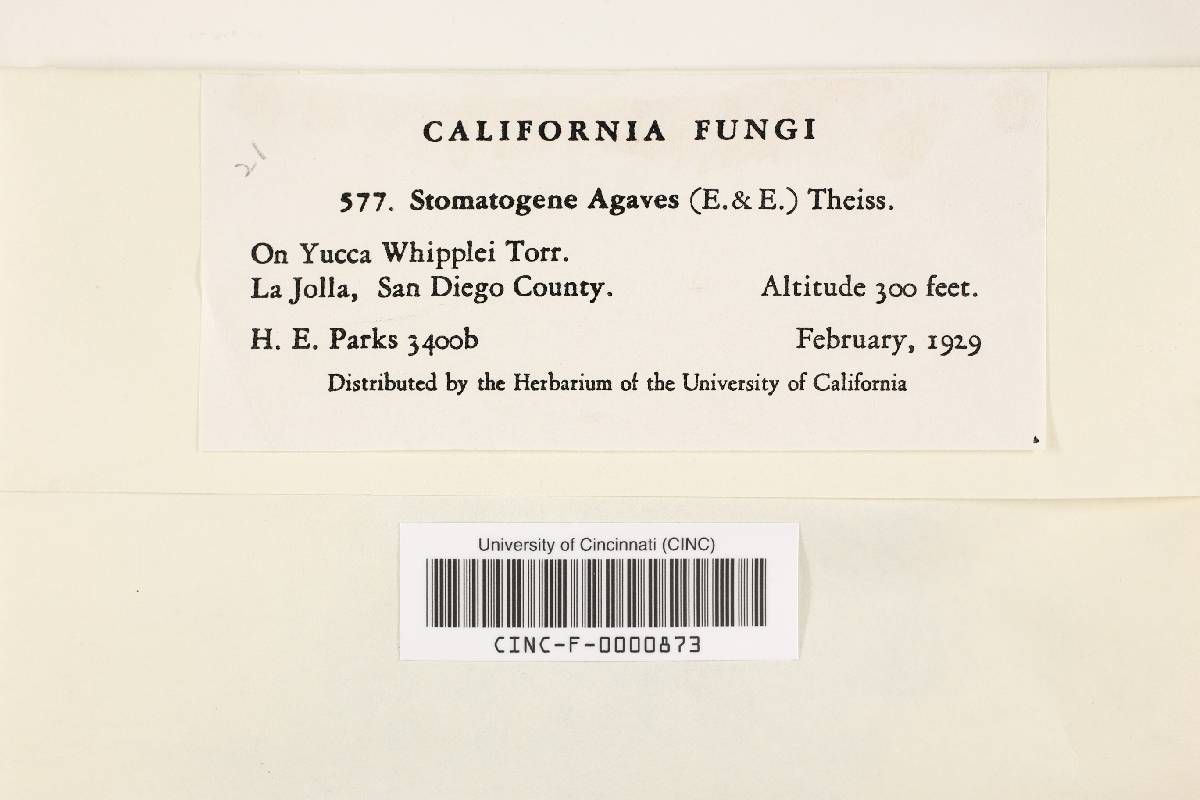 CALIFORNIA FUNGI
21
577. Stomatogene Agaves (E. & E.) Theiss.
On Yucca Whipplei Torr.
La Jolla, San Diego County. Altitude 300 feet.
H. E. Parks 3400b February, 1929
Distributed by the Herbarium of the University of California
University of Cincinnati (CINC)
CINC-F-0000873